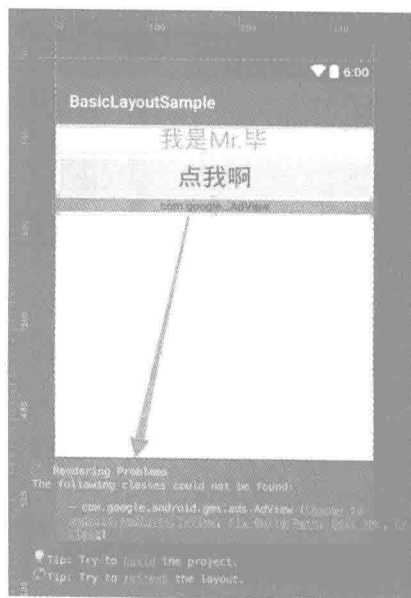 6:00
BasicLayoutSample
我是Mr.毕
点我啊
com.google...AdView
Rendering Problems
The following classes could not be found:
- com.google.android.gms.ads.AdView (
Tip: Try to build the project.
Tip: Try to refresh the layout.